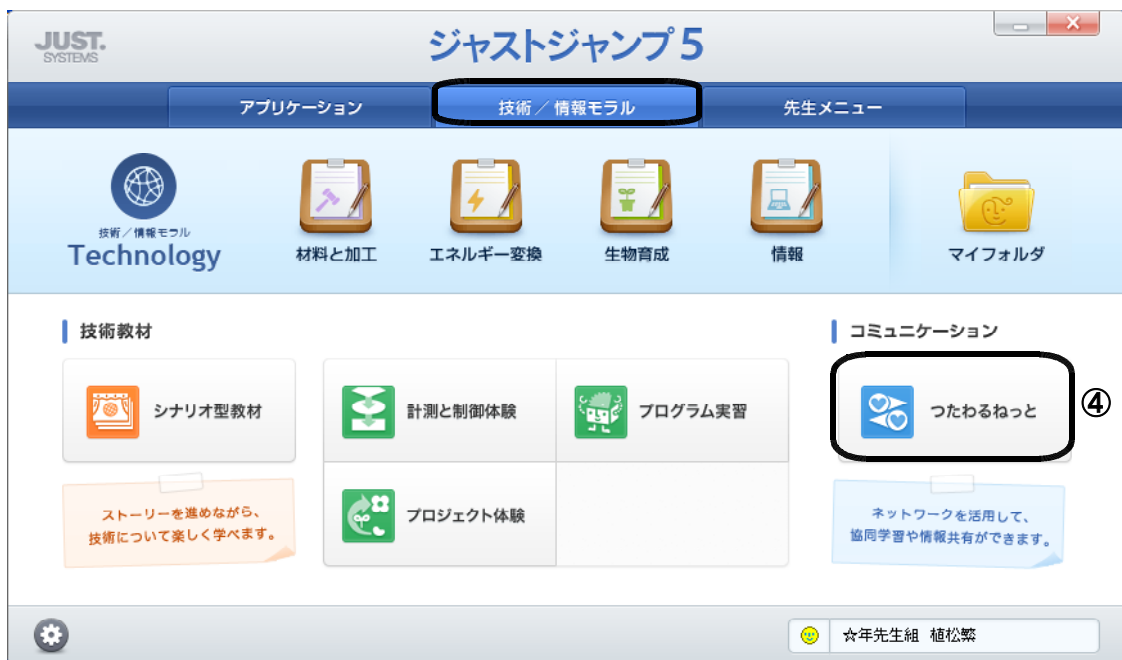 JUST.
SYSTEMS
ジャストジャンプ5
アプリケーション
技術／情報モラル
先生メニュー
技術／情報モラル
Technology
材料と加工
エネルギー変換
生物育成
情報
マイフォルダ
技術教材
コミュニケーション
シナリオ型教材
計測と制御体験
プログラム実習
つたわるねっと
④
ストーリーを進めながら、
技術について楽しく学べます。
プロジェクト体験
ネットワークを活用して、
協同学習や情報共有ができます。
☆年先生組 植松繁